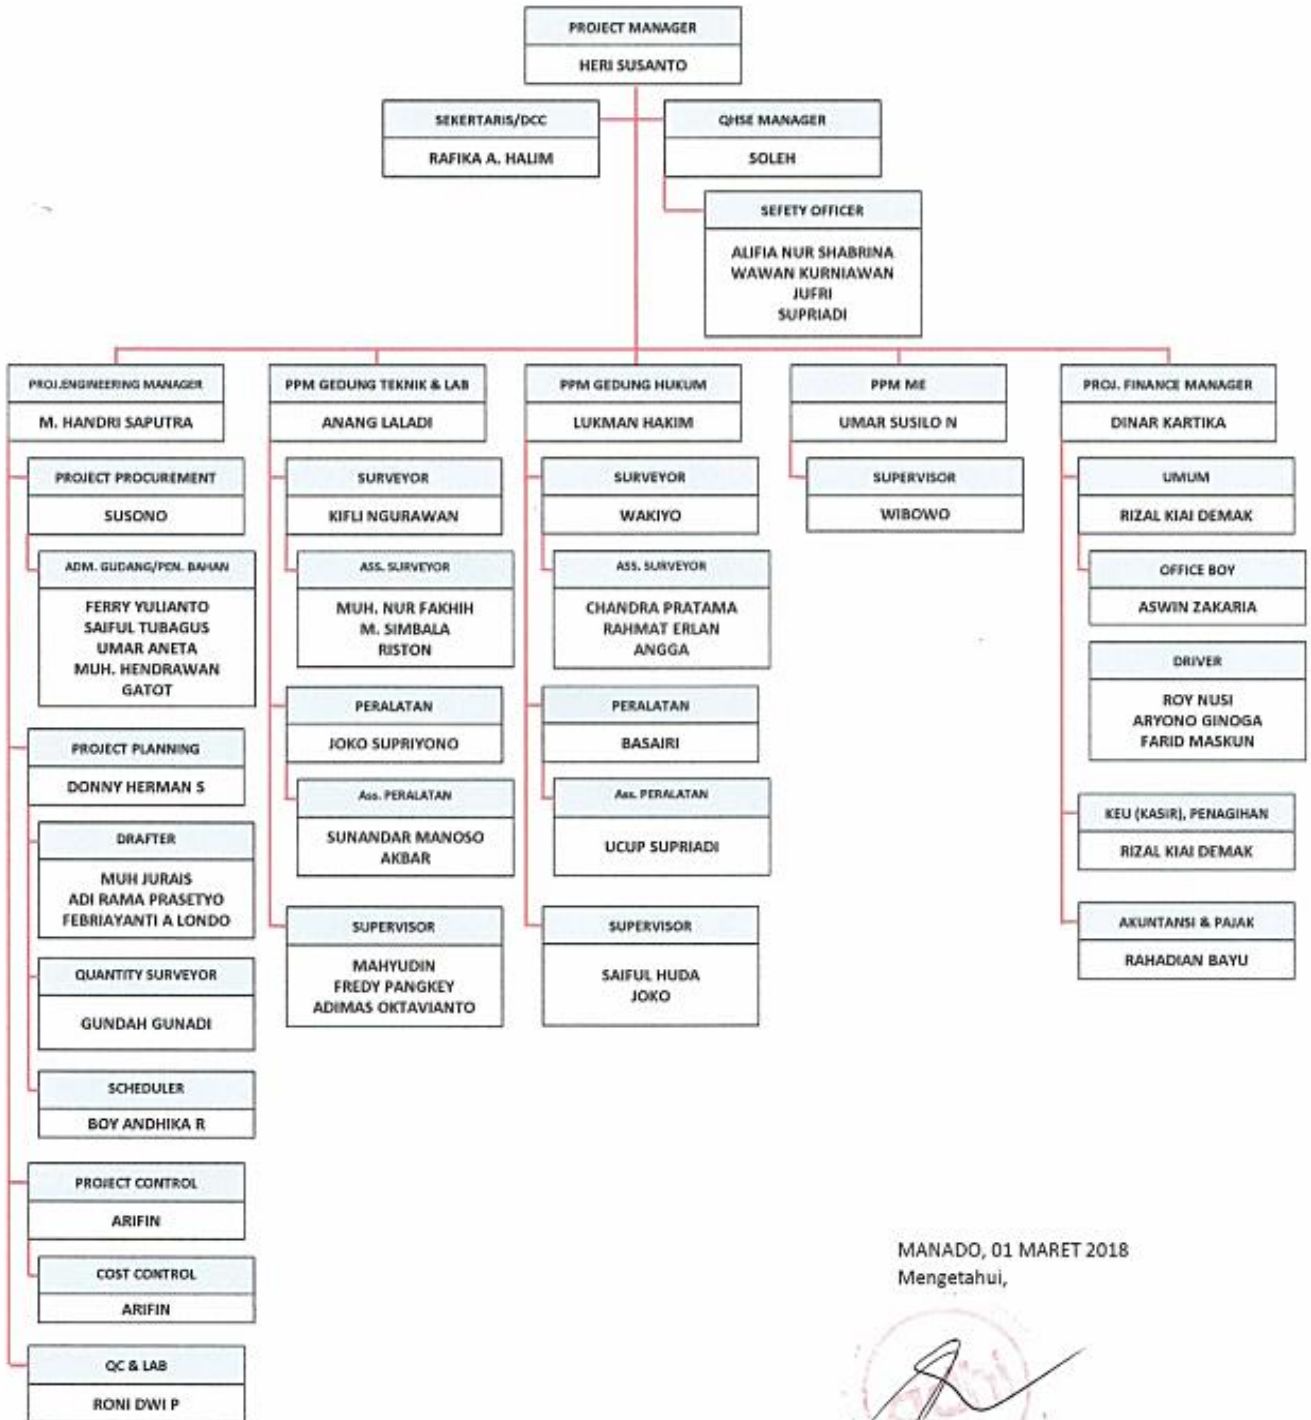 PROJECT MANAGER
HERI SUSANTO
SEKERTARIS/DCC
RAFIKA A. HALIM
QHSE MANAGER
SOLEH
SEFETY OFFICER
ALIFIA NUR SHABRINA
WAWAN KURNIAWAN
JUFRI
SUPRIADI
PROJ.ENGINEERING MANAGER
M. HANDRI SAPUTRA
PROJECT PROCUREMENT
SUSONO
ADM. GUDANG/PEN. BAHAN
FERRY YULIANTO
SAIFUL TUBAGUS
UMAR ANETA
MUH. HENDRAWAN
GATOT
PROJECT PLANNING
DONNY HERMAN S
DRAFTER
MUH JURAIS
ADI RAMA PRASETYO
FEBRIAYANTI A LONDO
QUANTITY SURVEYOR
GUNDAH GUNADI
SCHEDULER
BOY ANDHIKA R
PROJECT CONTROL
ARIFIN
COST CONTROL
ARIFIN
QC & LAB
RONI DWI P
PPM GEDUNG TEKNIK & LAB
ANANG LALADI
SURVEYOR
KIFLI NGURAWAN
ASS. SURVEYOR
MUH. NUR FAKHIH
M. SIMBALA
RISTON
PERALATAN
JOKO SUPRIYONO
Ass. PERALATAN
SUNANDAR MANOSO
AKBAR
SUPERVISOR
MAHYUDIN
FREDY PANGKEY
ADIMAS OKTAVIANTO
PPM GEDUNG HUKUM
LUKMAN HAKIM
SURVEYOR
WAKIYO
ASS. SURVEYOR
CHANDRA PRATAMA
RAHMAT ERLAN
ANGGA
PERALATAN
BASAIRI
Ass. PERALATAN
UCUP SUPRIADI
SUPERVISOR
SAIFUL HUDA
JOKO
PPM ME
UMAR SUSILO N
SUPERVISOR
WIBOWO
PROJ. FINANCE MANAGER
DINAR KARTIKA
UMUM
RIZAL KIAI DEMAK
OFFICE BOY
ASWIN ZAKARIA
DRIVER
ROY NUSI
ARYONO GINOGA
FARID MASKUN
KEU (KASIR), PENAGIHAN
RIZAL KIAI DEMAK
AKUNTANSI & PAJAK
RAHADIAN BAYU
MANADO, 01 MARET 2018
Mengetahui,